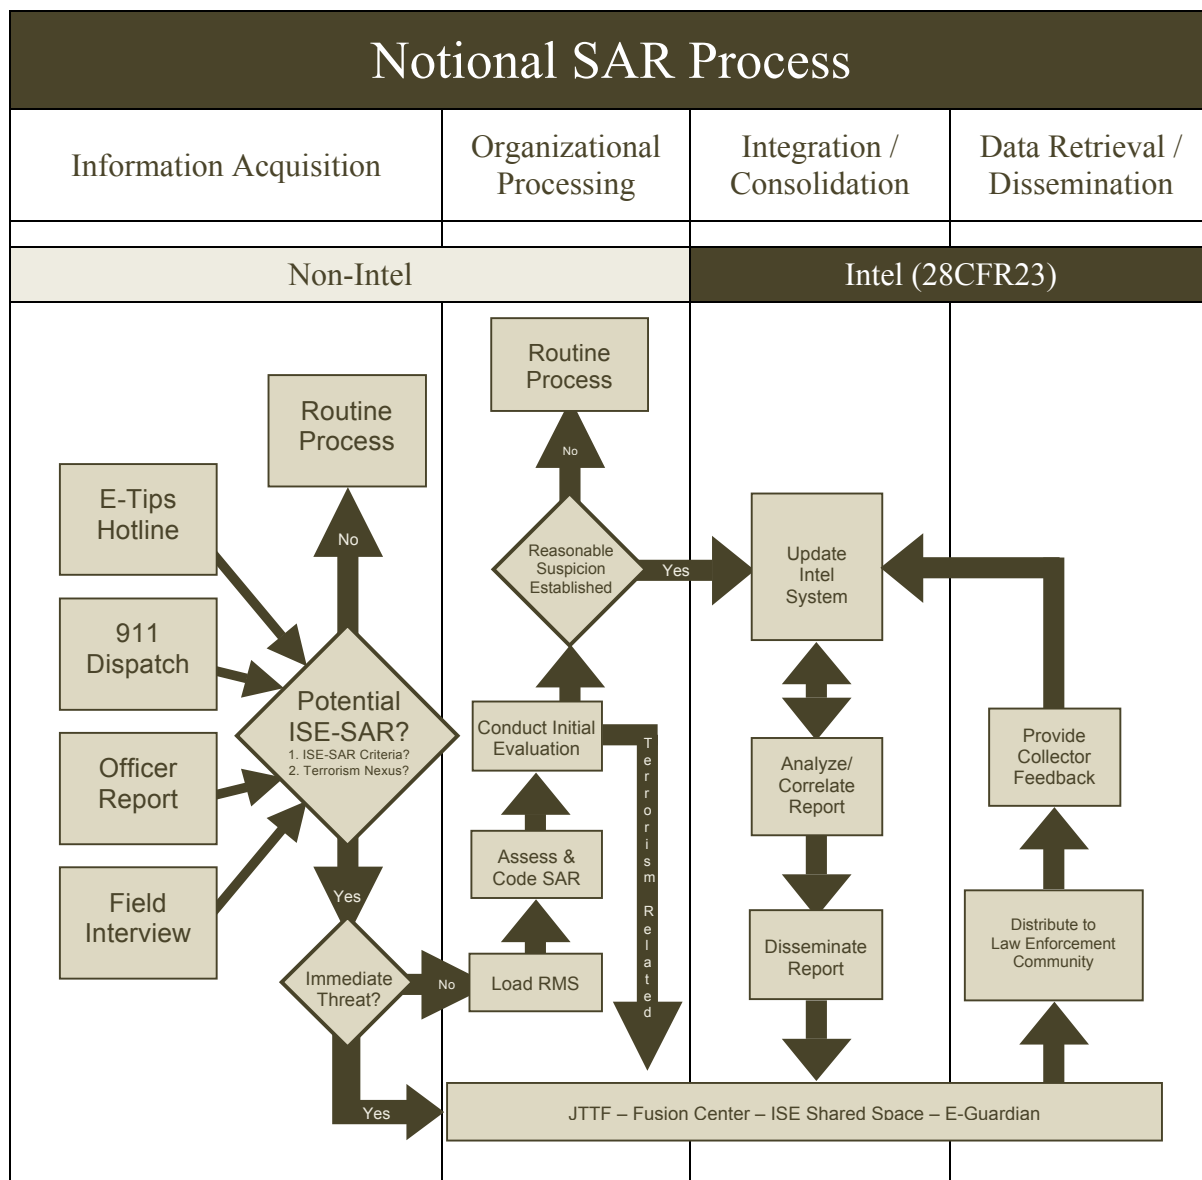 Notional SAR Process
Information Acquisition
Organizational
Processing
Integration /
Consolidation
Data Retrieval /
Dissemination
Non-Intel
Intel (28CFR23)
Routine
Process
E-Tips
Hotline
911
Dispatch
Officer
Report
Field
Interview
No
Potential
ISE-SAR?
1. ISE-SAR Criteria?
2. Terrorism Nexus?
Yes
Immediate
Threat?
No
Yes
Routine
Process
No
Reasonable
Suspicion
Established
Yes
Conduct Initial
Evaluation
Assess &
Code SAR
Load RMS
Terrorism Related
Update
Intel
System
Analyze/
Correlate
Report
Disseminate
Report
Provide
Collector
Feedback
Distribute to
Law Enforcement
Community
JTTF – Fusion Center – ISE Shared Space – E-Guardian